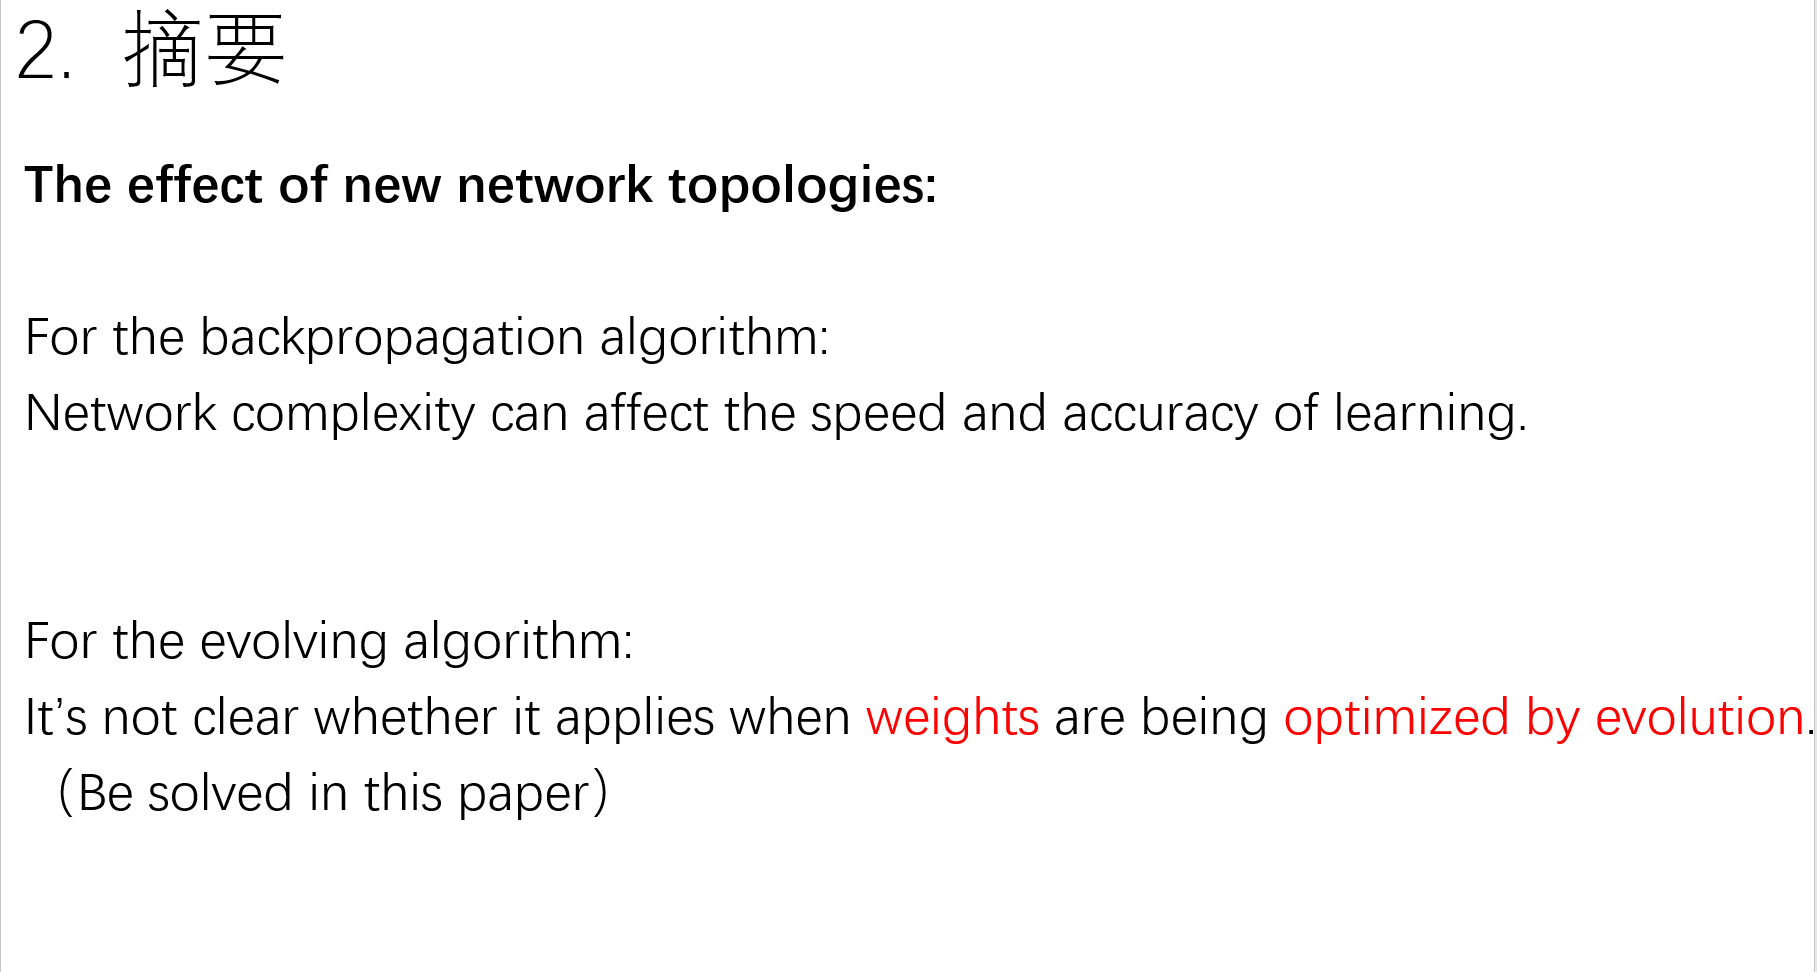 2. 摘要
The effect of new network topologies:
For the backpropagation algorithm:
Network complexity can affect the speed and accuracy of learning.
For the evolving algorithm:
It’s not clear whether it applies when weights are being optimized by evolution.
（Be solved in this paper）